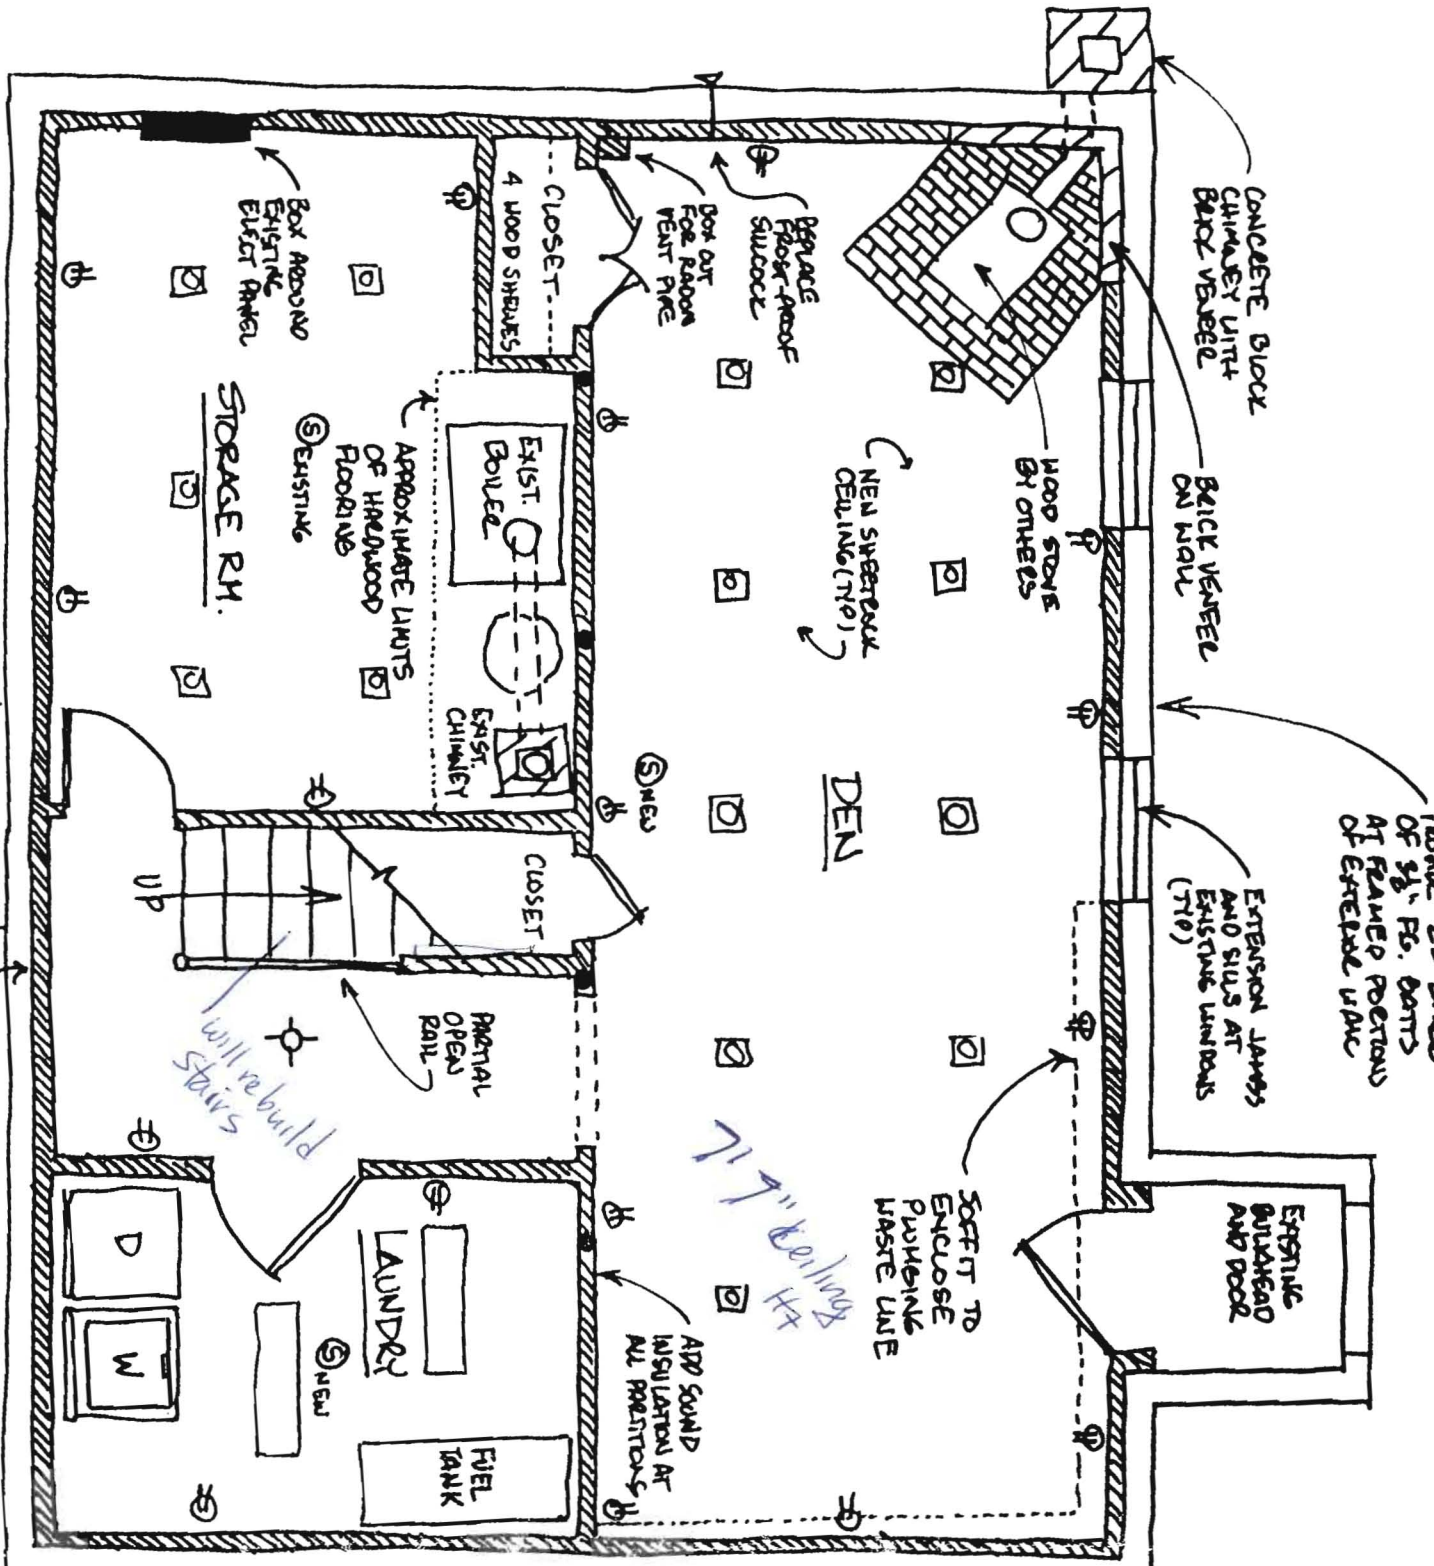 CONCRETE BLOCK
CHIMNEY WITH
BRICK VENEER
BRICK VENEER
ON WALL
OF 3½" FG. BATTS
AT FRAMED PORTIONS
OF EXTERIOR WALL
EXTENSION JAMBS
AND SILLS AT
EXISTING WINDOWS
(TYP)
EXISTING
BULKHEAD
AND DOOR
WOOD STOVE
BY OTHERS
NEW SHEETROCK
CEILING (TYP)
DEN
SOFFIT TO
ENCLOSE
PLUMBING
WASTE LINE
REPLACE
FROST-PROOF
SILLCOCK
BOX OUT
FOR RADON
VENT PIPE
S NEW
ceiling
HT
ADD SOUND
INSULATION AT
ALL PARTITIONS
CLOSET
4 WOOD SHELVES
EXIST.
BOILER
EXIST.
CHIMNEY
CLOSET
APPROXIMATE LIMITS
OF HARDWOOD
FLOORING
S EXISTING
STORAGE RM.
BOX AROUND
EXISTING
ELECT PANEL
UP
PARTIAL
OPEN
RAIL
will rebuild
stairs
LAUNDRY
S NEW
FUEL
TANK
D
W